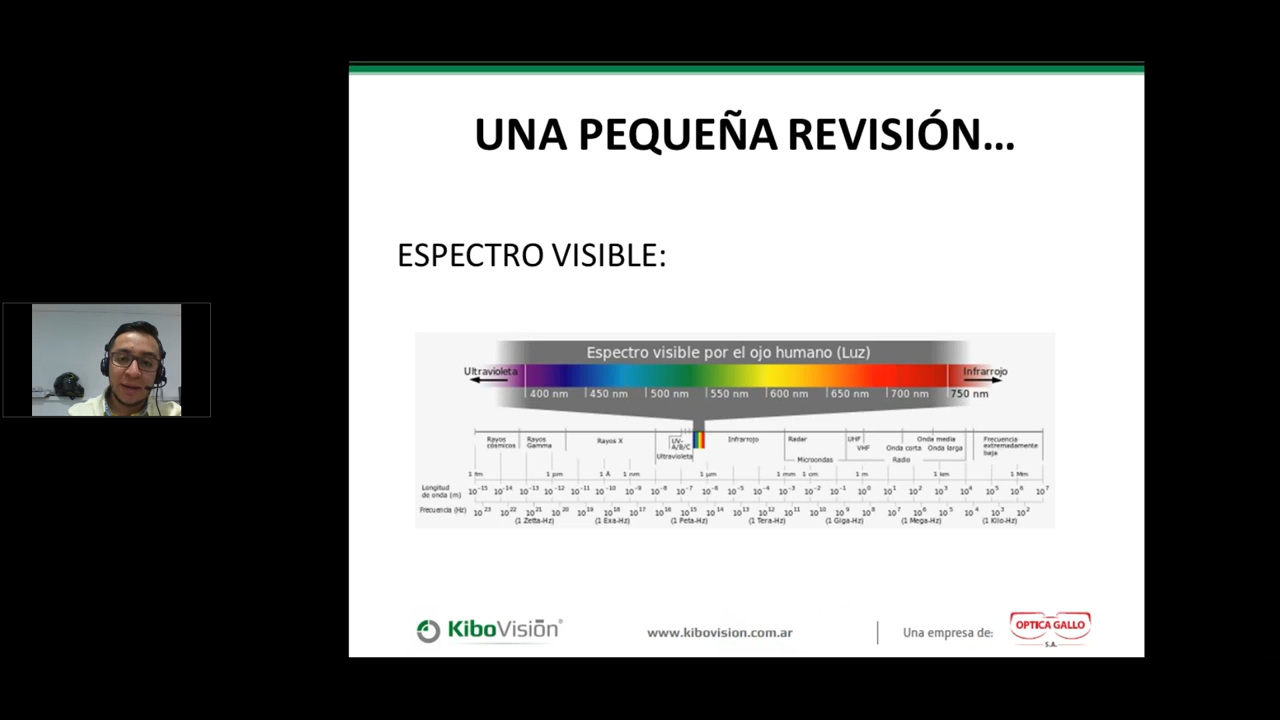 UNA PEQUEÑA REVISIÓN...
ESPECTRO VISIBLE:
Espectro visible por el ojo humano (Luz)
Ultravioleta Infrarrojo
400 nm 450 nm 500 nm 550 nm 600 nm 650 nm 700 nm 750 nm
Rayos cósmicos Rayos Gamma Rayos X UV-A/B/C Ultravioleta Infrarrojo Radar Microondas UHF VHF Onda corta Onda media Onda larga Radio Frecuencia extremadamente baja
1 fm 1 pm 1 Å 1 nm 1 µm 1 mm 1 cm 1 m 1 km 1 Mm
Longitud de onda (m) 10⁻¹⁵ 10⁻¹⁴ 10⁻¹³ 10⁻¹² 10⁻¹¹ 10⁻¹⁰ 10⁻⁹ 10⁻⁸ 10⁻⁷ 10⁻⁶ 10⁻⁵ 10⁻⁴ 10⁻³ 10⁻² 10⁻¹ 10⁰ 10¹ 10² 10³ 10⁴ 10⁵ 10⁶ 10⁷
Frecuencia (Hz) 10²³ 10²² 10²¹ 10²⁰ 10¹⁹ 10¹⁸ 10¹⁷ 10¹⁶ 10¹⁵ 10¹⁴ 10¹³ 10¹² 10¹¹ 10¹⁰ 10⁹ 10⁸ 10⁷ 10⁶ 10⁵ 10⁴ 10³ 10²
(1 Zetta-Hz) (1 Exa-Hz) (1 Peta-Hz) (1 Tera-Hz) (1 Giga-Hz) (1 Mega-Hz) (1 Kilo-Hz)
KiboVisión® www.kibovision.com.ar Una empresa de: OPTICA GALLO
S.A.